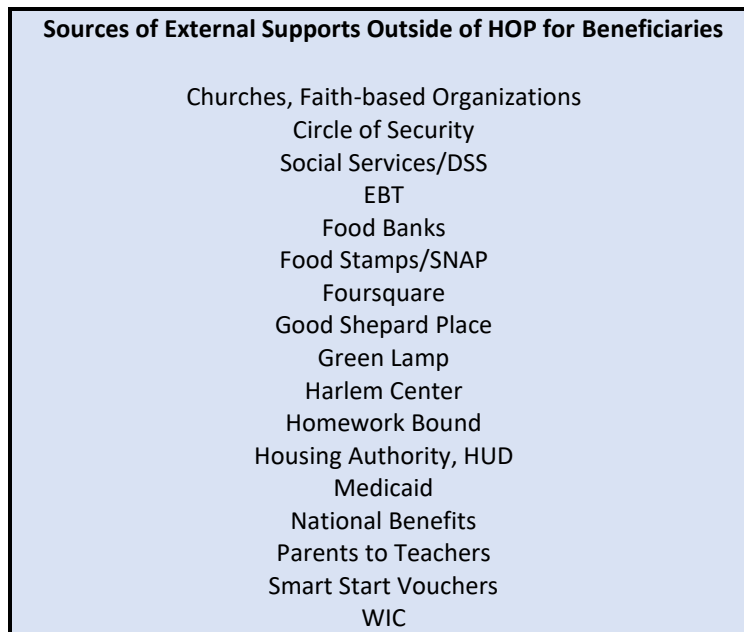 Sources of External Supports Outside of HOP for Beneficiaries
Churches, Faith-based Organizations
Circle of Security
Social Services/DSS
EBT
Food Banks
Food Stamps/SNAP
Foursquare
Good Shepard Place
Green Lamp
Harlem Center
Homework Bound
Housing Authority, HUD
Medicaid
National Benefits
Parents to Teachers
Smart Start Vouchers
WIC